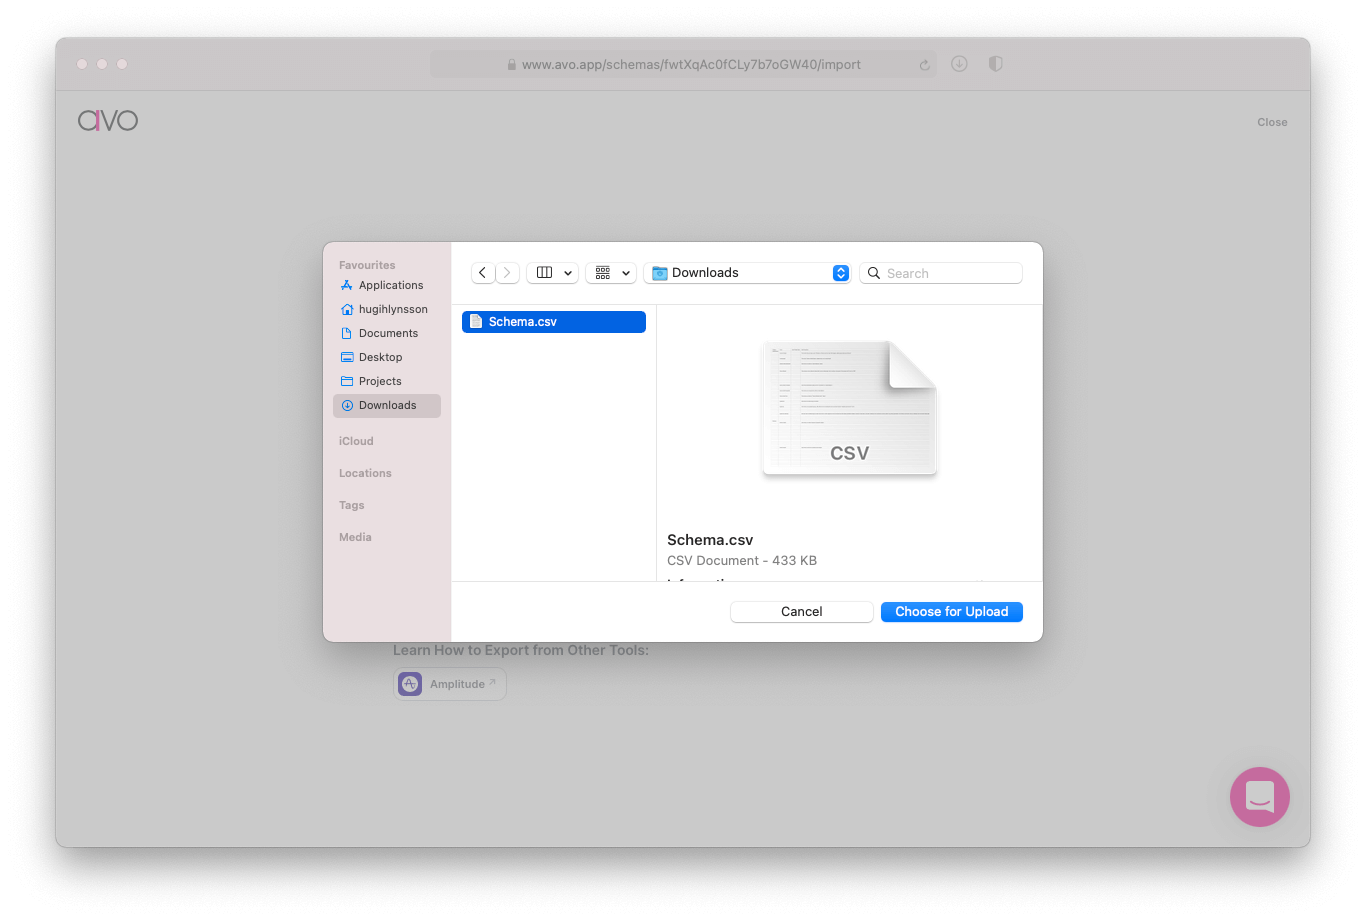 www.avo.app/schemas/fwtXqAc0fCLy7b7oGW40/import
avo
Close
Favourites
Applications
hugihlynsson
Documents
Desktop
Projects
Downloads
iCloud
Locations
Tags
Media
Downloads
Search
Schema.csv
CSV
Schema.csv
CSV Document - 433 KB
Cancel
Choose for Upload
Learn How to Export from Other Tools:
Amplitude